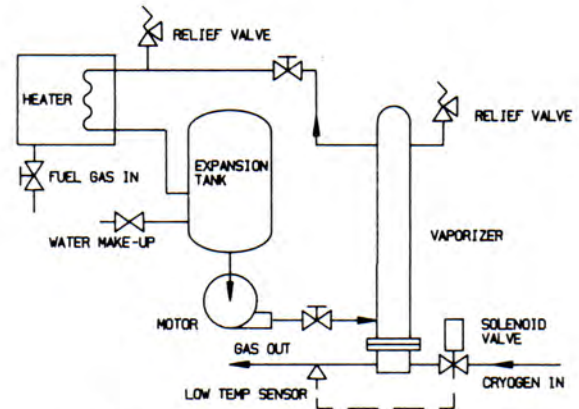 RELIEF VALVE
HEATER
RELIEF VALVE
EXPANSION
TANK
FUEL GAS IN
WATER MAKE-UP
VAPORIZER
MOTOR
SOLENOID
VALVE
GAS OUT
LOW TEMP SENSOR
CRYOGEN IN